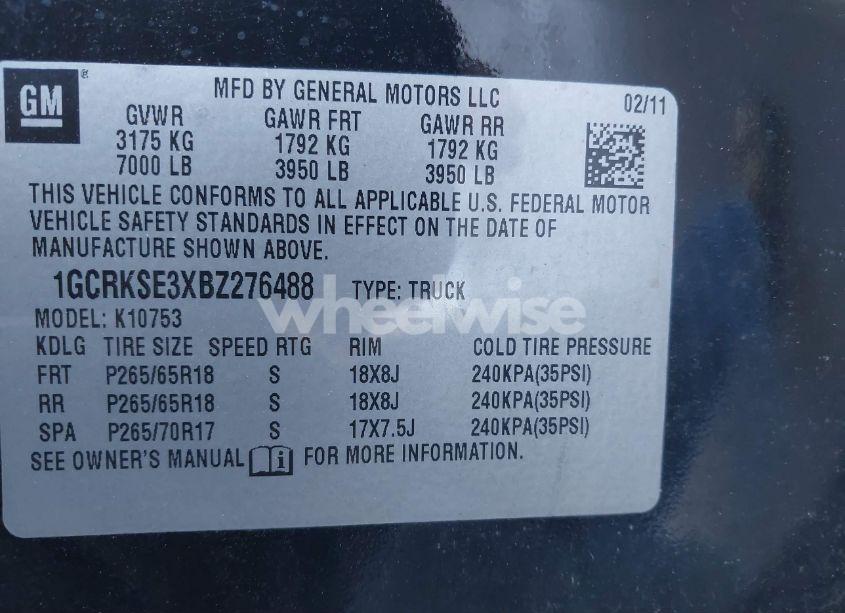 GM ®
MFD BY GENERAL MOTORS LLC 02/11
GVWR GAWR FRT GAWR RR
3175 KG 1792 KG 1792 KG
7000 LB 3950 LB 3950 LB
THIS VEHICLE CONFORMS TO ALL APPLICABLE U.S. FEDERAL MOTOR
VEHICLE SAFETY STANDARDS IN EFFECT ON THE DATE OF
MANUFACTURE SHOWN ABOVE.
1GCRKSE3XBZ276488 TYPE: TRUCK
wheelwise
MODEL: K10753
KDLG TIRE SIZE SPEED RTG RIM COLD TIRE PRESSURE
FRT P265/65R18 S 18X8J 240KPA(35PSI)
RR P265/65R18 S 18X8J 240KPA(35PSI)
SPA P265/70R17 S 17X7.5J 240KPA(35PSI)
SEE OWNER'S MANUAL i FOR MORE INFORMATION.